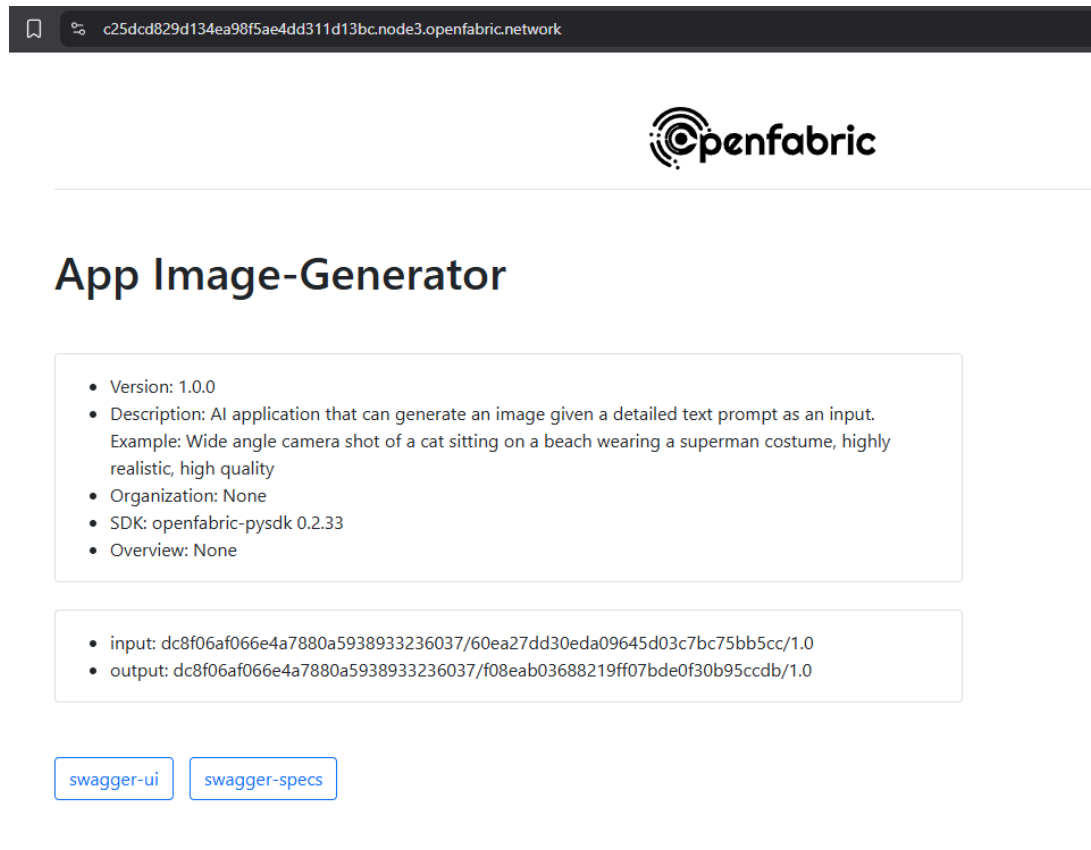 c25dcd829d134ea98f5ae4dd311d13bc.node3.openfabric.network
Openfabric
App Image-Generator
Version: 1.0.0
Description: AI application that can generate an image given a detailed text prompt as an input.
Example: Wide angle camera shot of a cat sitting on a beach wearing a superman costume, highly
realistic, high quality
Organization: None
SDK: openfabric-pysdk 0.2.33
Overview: None
input: dc8f06af066e4a7880a5938933236037/60ea27dd30eda09645d03c7bc75bb5cc/1.0
output: dc8f06af066e4a7880a5938933236037/f08eab03688219ff07bde0f30b95ccdb/1.0
swagger-ui
swagger-specs